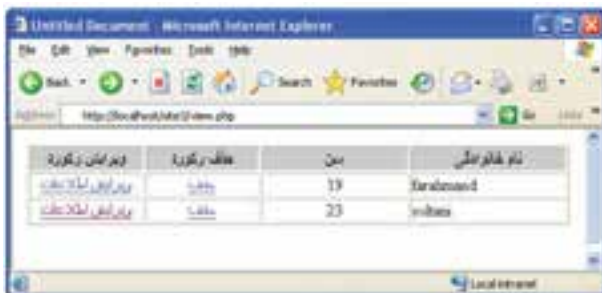 Untitled Document - Microsoft Internet Explorer
File Edit View Favorites Tools Help
Back Search Favorites
Address http://localhost/site3/view.php Go Links
نام خانوادگی سن حذف رکورد ویرایش رکورد
farahmand 19 حذف ویرایش اطلاعات
23 حذف ویرایش اطلاعات
Local intranet